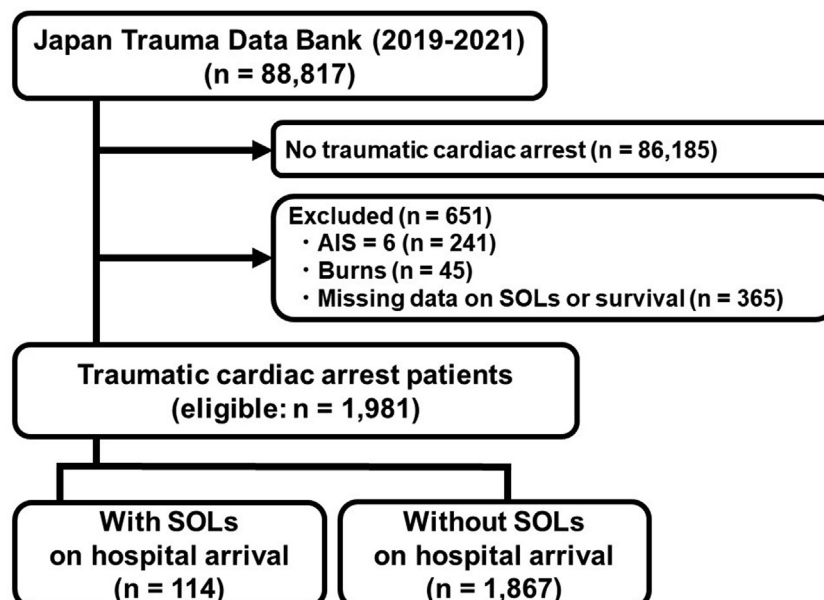 Japan Trauma Data Bank (2019-2021)
(n = 88,817)
No traumatic cardiac arrest (n = 86,185)
Excluded (n = 651)
・AIS = 6 (n = 241)
・Burns (n = 45)
・Missing data on SOLs or survival (n = 365)
Traumatic cardiac arrest patients
(eligible: n = 1,981)
With SOLs
on hospital arrival
(n = 114)
Without SOLs
on hospital arrival
(n = 1,867)